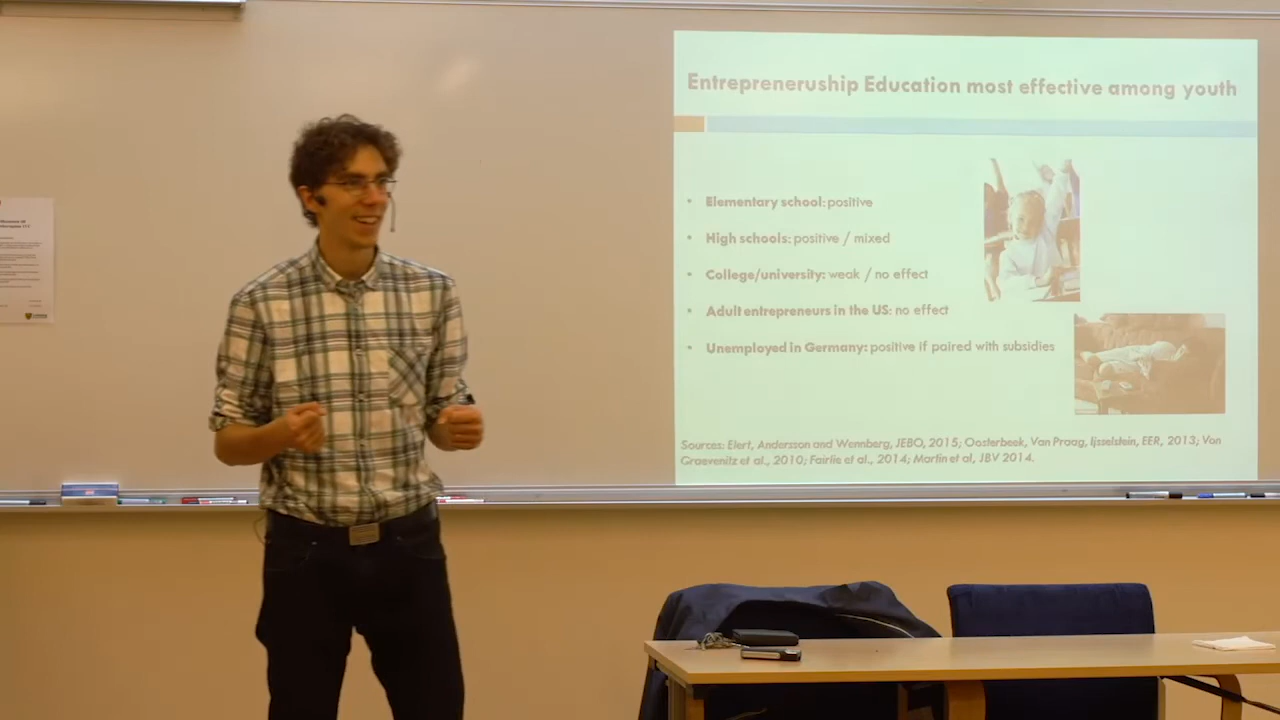 Entrepreneruship Education most effective among youth
• Elementary school: positive
• High schools: positive / mixed
• College/university: weak / no effect
• Adult entrepreneurs in the US: no effect
• Unemployed in Germany: positive if paired with subsidies
Sources: Elert, Andersson and Wennberg, JEBO, 2015; Oosterbeek, Van Praag, Ijsselstein, EER, 2013; Von
Graevenitz et al., 2010; Fairlie et al., 2014; Martin et al, JBV 2014.